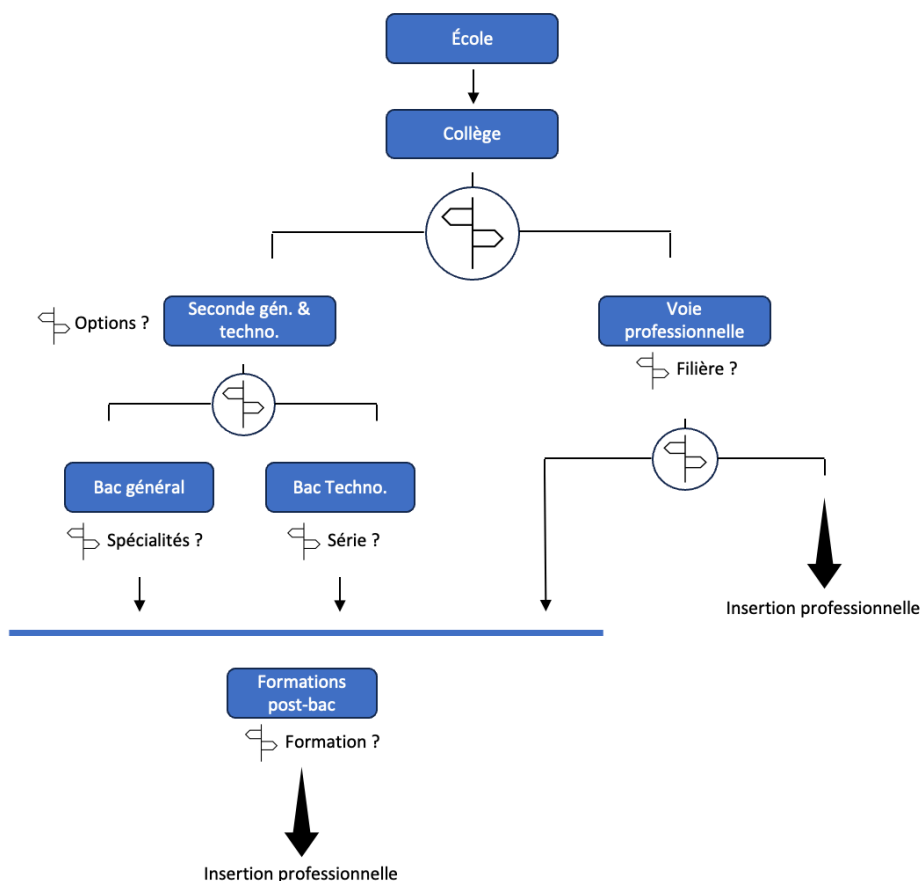 École
Collège
Seconde gén. &
techno.
Options ?
Voie
professionnelle
Filière ?
Bac général
Bac Techno.
Spécialités ?
Série ?
Insertion professionnelle
Formations
post-bac
Formation ?
Insertion professionnelle